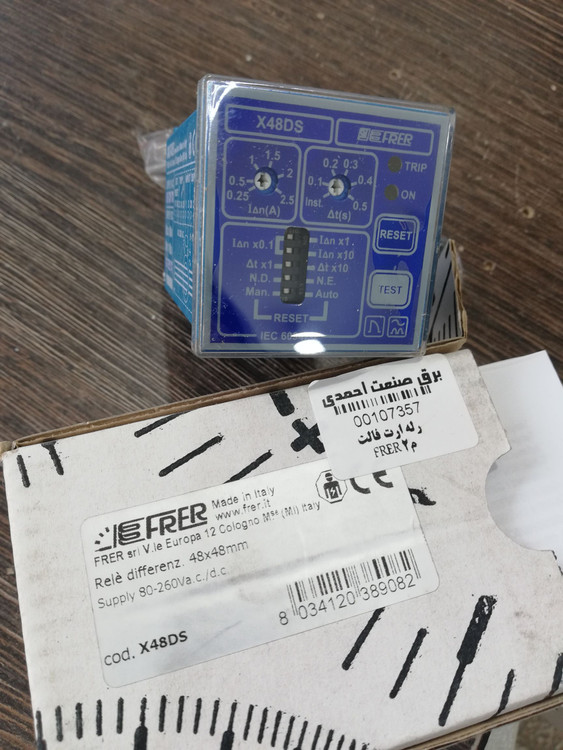 X48DS
FRER
1 1.5
0.5 2
0.25 2.5
IΔn(A)
0.2 0.3
0.1 0.4
Inst. 0.5
Δt(s)
TRIP
ON
RESET
TEST
IΔn x0.1 IΔn x1
IΔn x10
Δt x1 Δt x10
N.D. N.E.
Man. Auto
RESET
IEC
برق صنعت احمدی
00107357
رله ارت فالت
FRER م۲
FRER
Made in Italy
www.frer.it
FRER srl V.le Europa 12 Cologno Mse (MI) Italy
Relè differenz. 48x48mm
Supply 80-260Va.c./d.c
CE
cod. X48DS
8 034120 389082